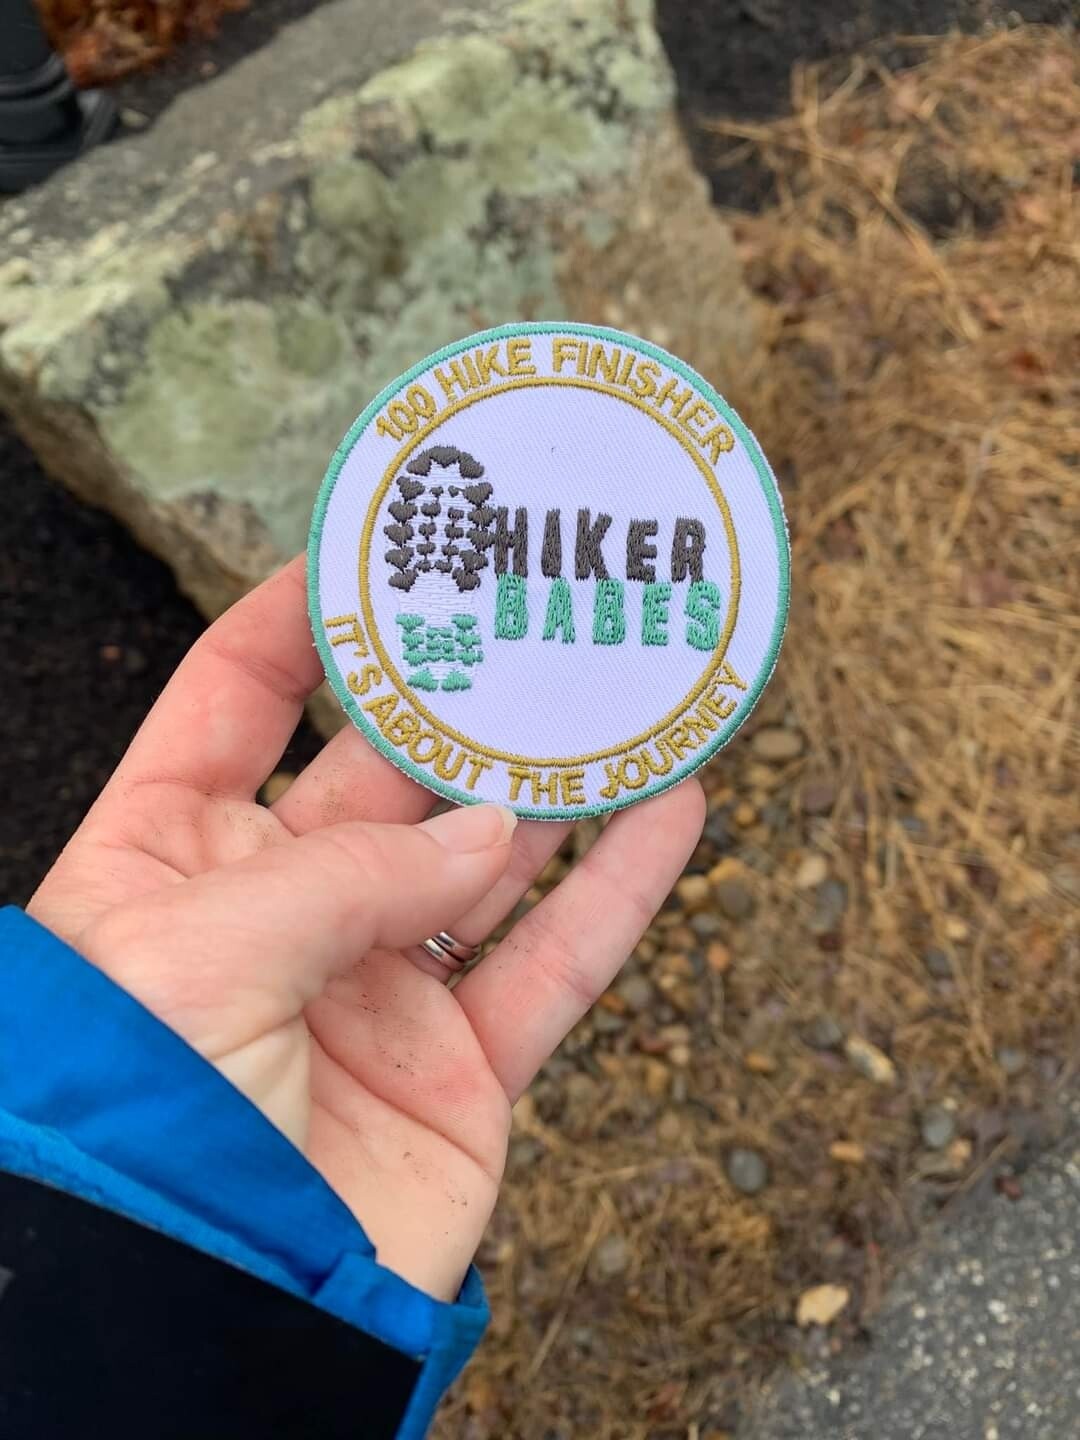 100 HIKE FINISHER
HIKER
BABES
IT'S ABOUT THE JOURNEY